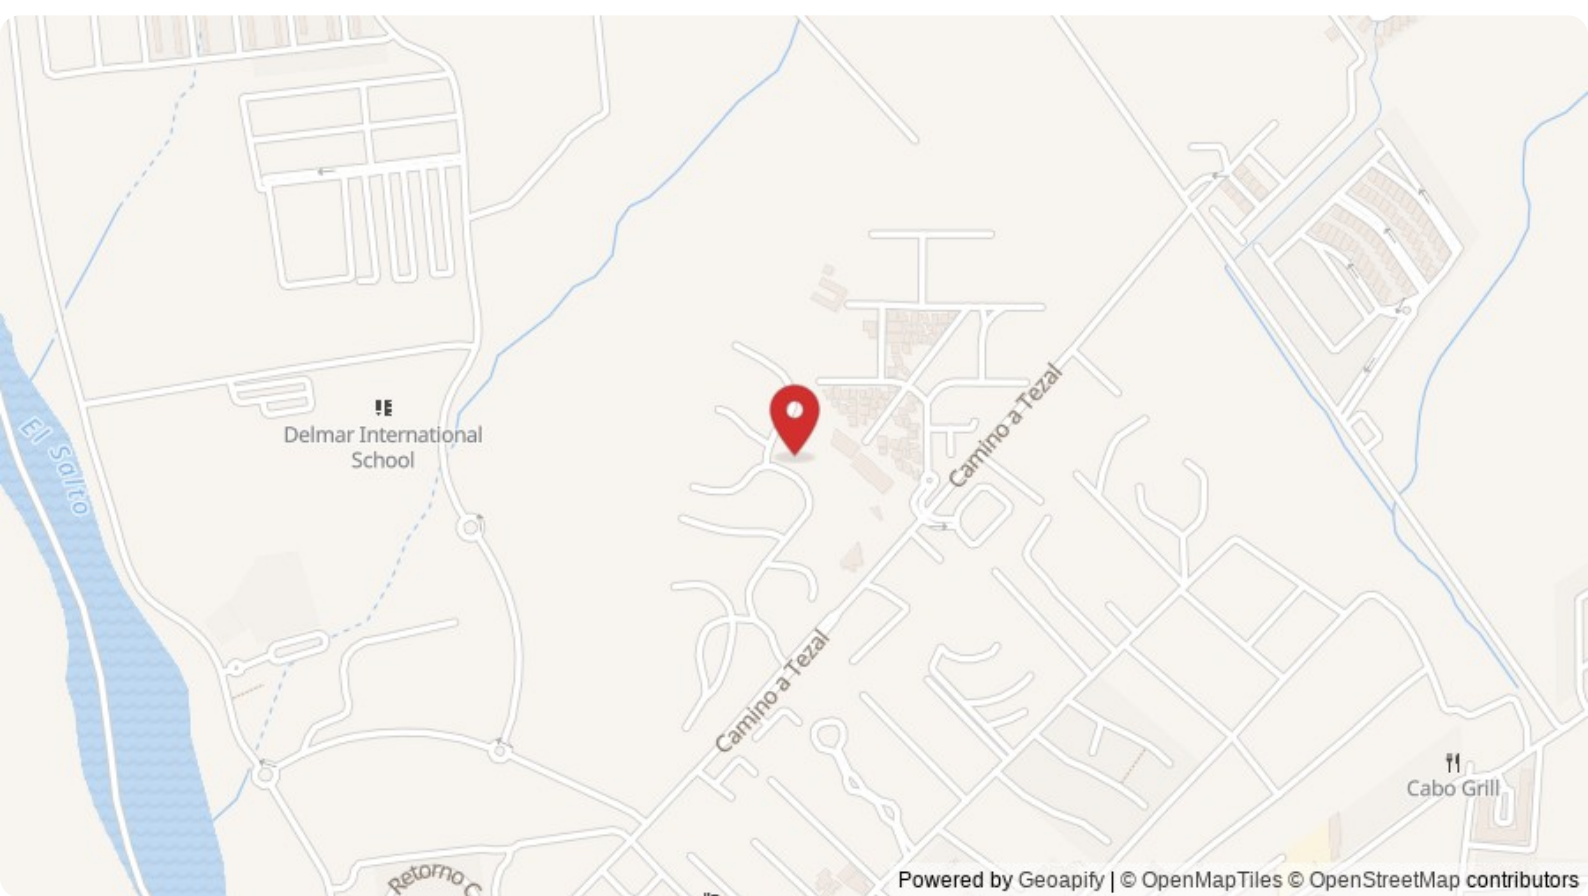 Camino a Tezal
El Salto
Delmar International
School
Camino a Tezal
Cabo Grill
Retorno C
Powered by Geoapify | © OpenMapTiles © OpenStreetMap contributors